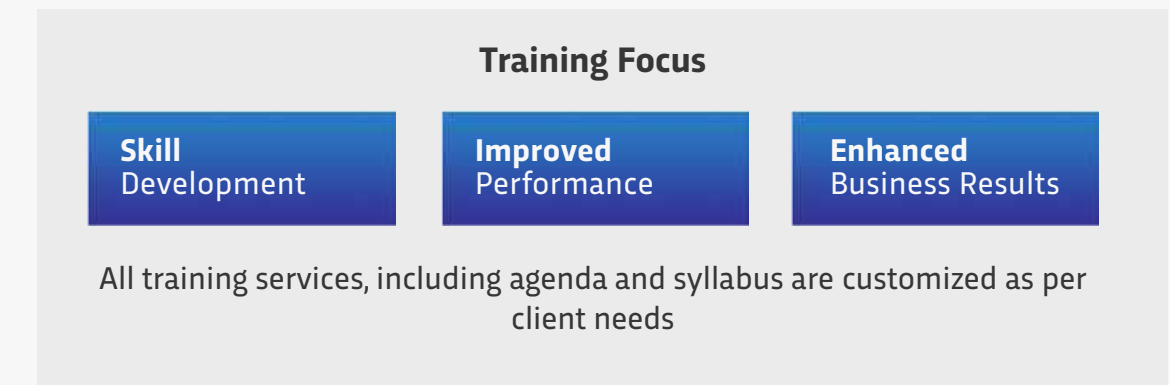 Training Focus
Skill
Development
Improved
Performance
Enhanced
Business Results
All training services, including agenda and syllabus are customized as per
client needs